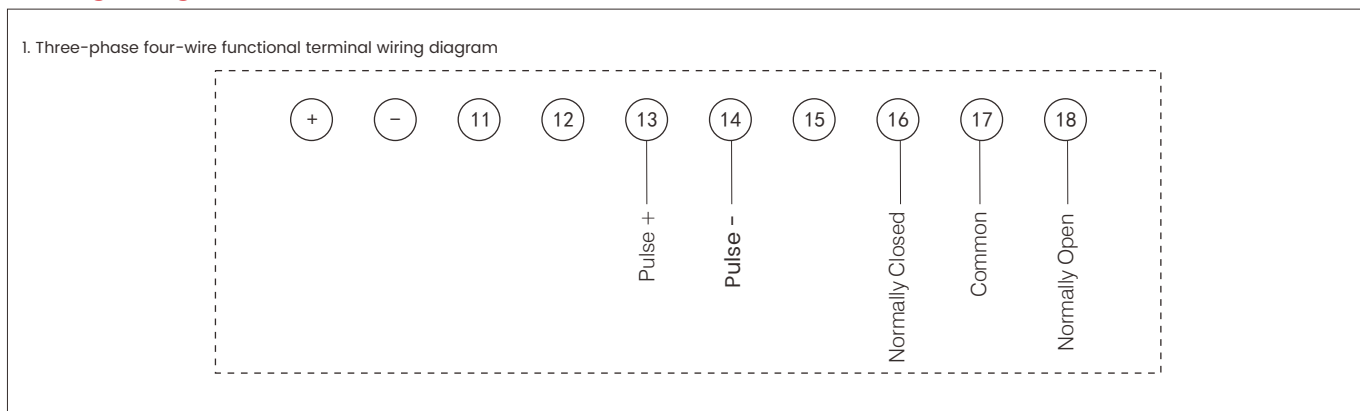 1. Three-phase four-wire functional terminal wiring diagram
+ − 11 12 13 14 15 16 17 18
Pulse +
Pulse -
Normally Closed
Common
Normally Open